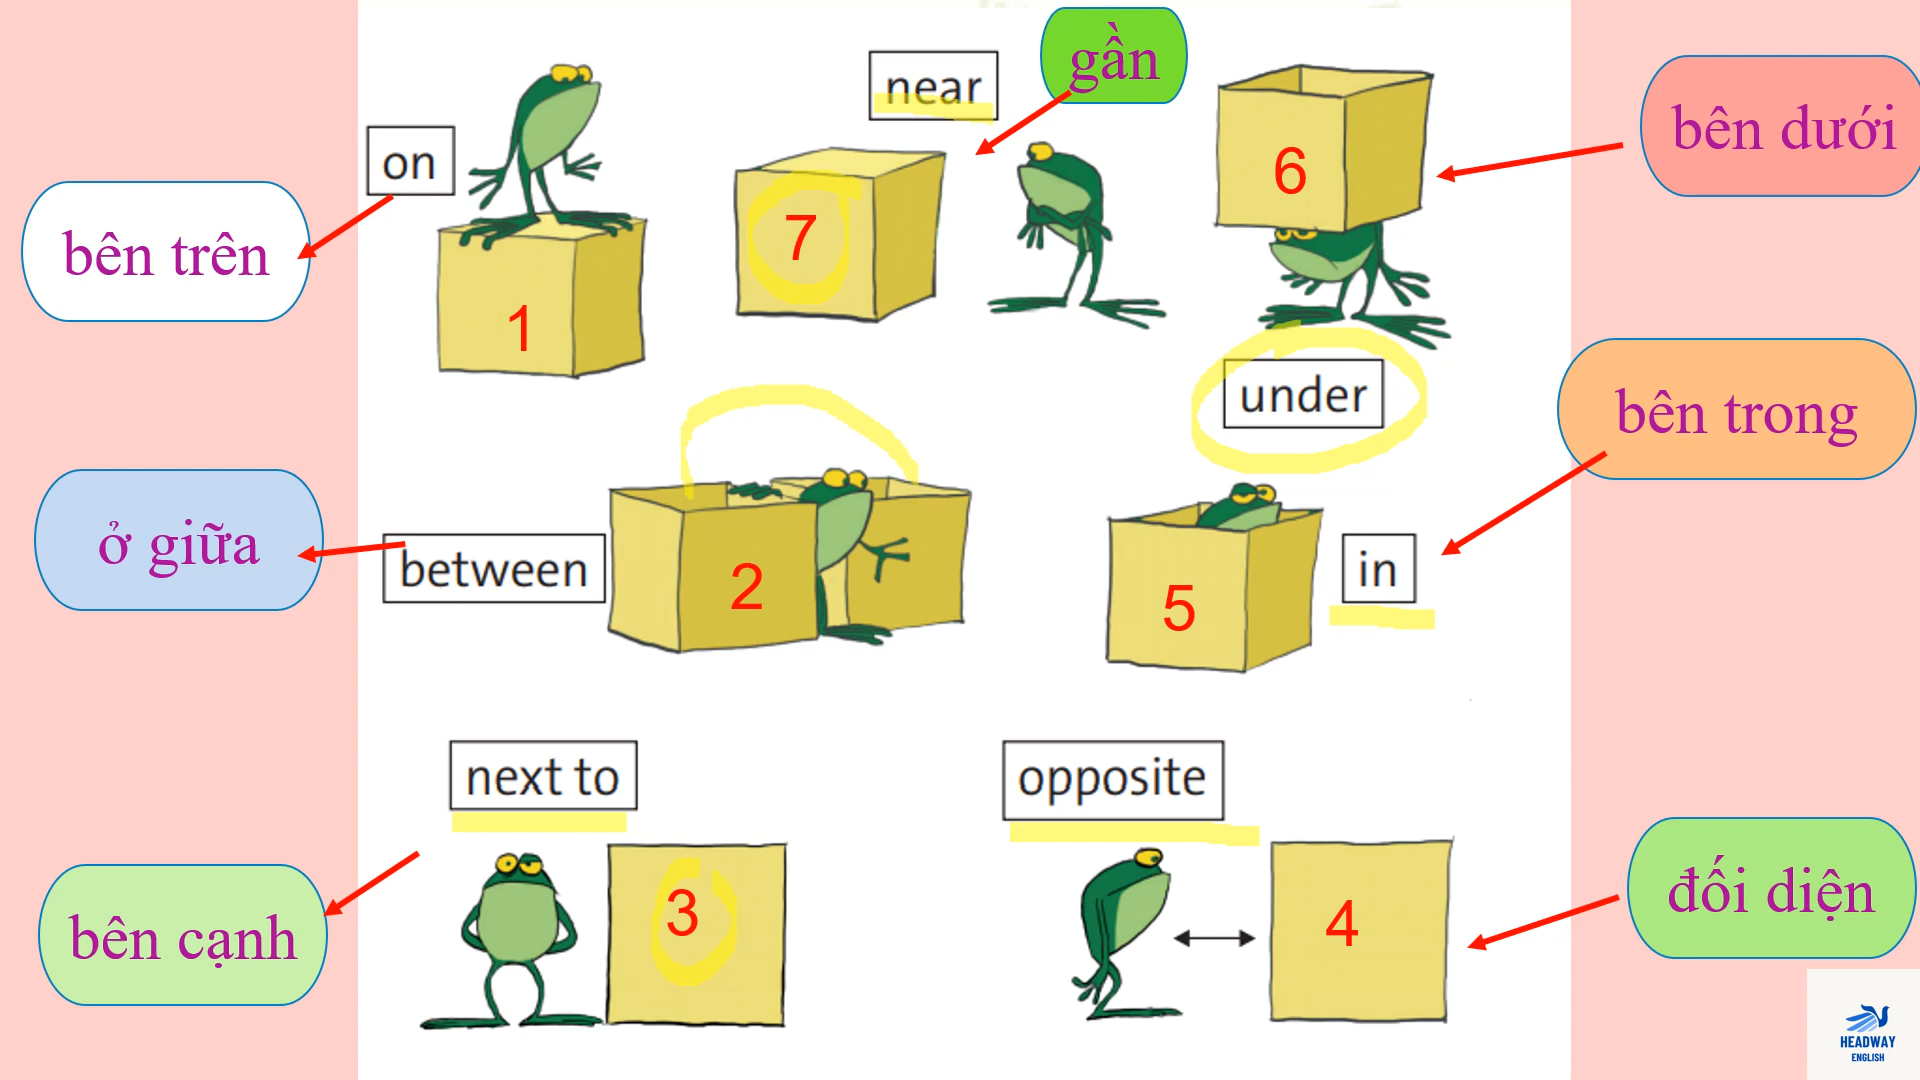 gần
near
bên dưới
on
6
bên trên
7
1
under
bên trong
ở giữa
between
2
5
in
next to
opposite
đối diện
bên cạnh
3
4
HEADWAY
ENGLISH